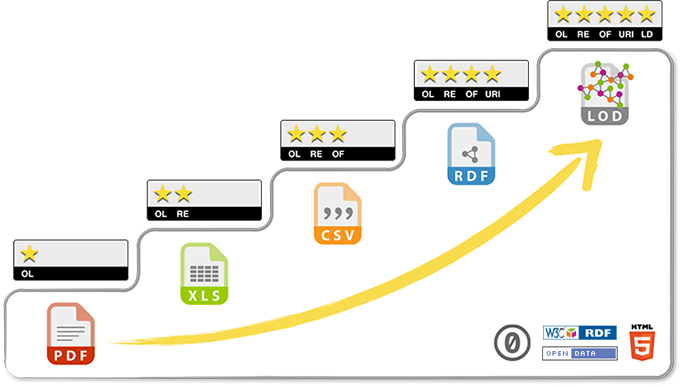 OL RE OF URI LD
OL RE OF URI
LOD
OL RE OF
RDF
OL RE
,,,
CSV
OL
XLS
PDF
0
W3C RDF
OPEN DATA
HTML
5